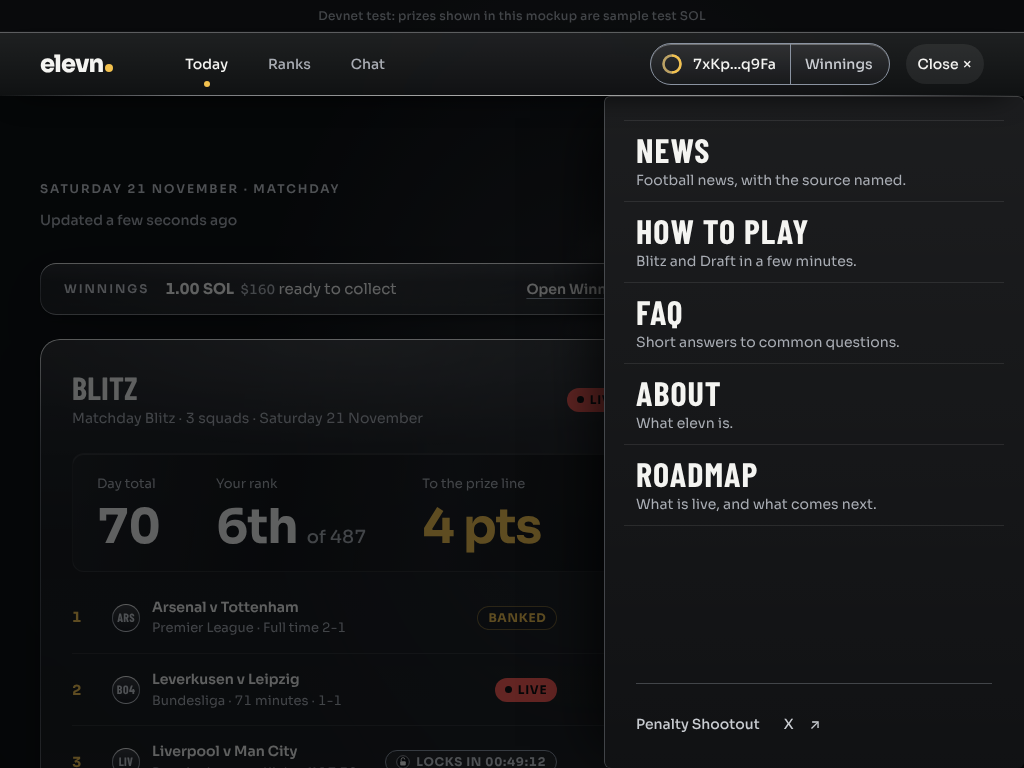 Devnet test: prizes shown in this mockup are sample test SOL
elevn.
Today
Ranks
Chat
7xKp...q9Fa
Winnings
Close ×
SATURDAY 21 NOVEMBER · MATCHDAY
Updated a few seconds ago
WINNINGS 1.00 SOL $160 ready to collect
Open Winn
BLITZ
Matchday Blitz · 3 squads · Saturday 21 November
LIV
Day total
70
Your rank
6th of 487
To the prize line
4 pts
1 ARS Arsenal v Tottenham
Premier League · Full time 2-1
BANKED
2 B04 Leverkusen v Leipzig
Bundesliga · 71 minutes · 1-1
LIVE
3 LIV Liverpool v Man City
LOCKS IN 00:49:12
NEWS
Football news, with the source named.
HOW TO PLAY
Blitz and Draft in a few minutes.
FAQ
Short answers to common questions.
ABOUT
What elevn is.
ROADMAP
What is live, and what comes next.
Penalty Shootout
X ↗